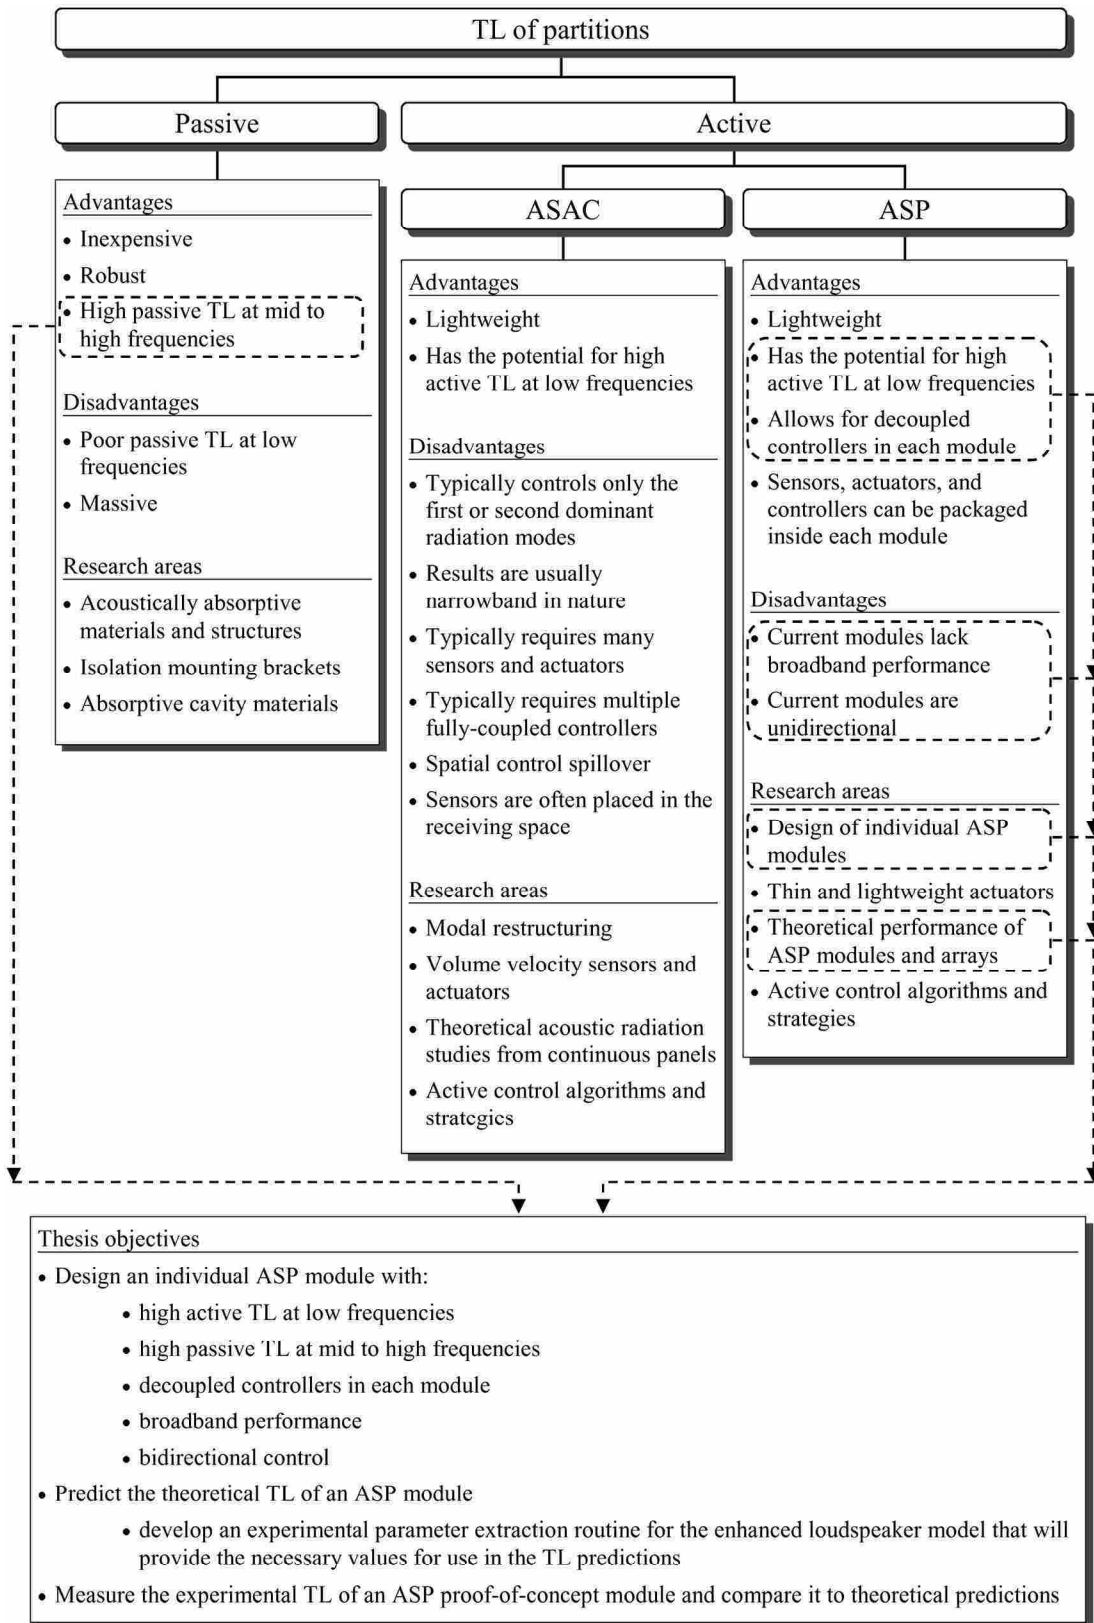 TL of partitions
Passive
Active
Advantages
• Inexpensive
• Robust
• High passive TL at mid to
high frequencies
Disadvantages
• Poor passive TL at low
frequencies
• Massive
Research areas
• Acoustically absorptive
materials and structures
• Isolation mounting brackets
• Absorptive cavity materials
ASAC
Advantages
• Lightweight
• Has the potential for high
active TL at low frequencies
Disadvantages
• Typically controls only the
first or second dominant
radiation modes
• Results are usually
narrowband in nature
• Typically requires many
sensors and actuators
• Typically requires multiple
fully-coupled controllers
• Spatial control spillover
• Sensors are often placed in the
receiving space
Research areas
• Modal restructuring
• Volume velocity sensors and
actuators
• Theoretical acoustic radiation
studies from continuous panels
• Active control algorithms and
strategies
ASP
Advantages
• Lightweight
• Has the potential for high
active TL at low frequencies
• Allows for decoupled
controllers in each module
• Sensors, actuators, and
controllers can be packaged
inside each module
Disadvantages
• Current modules lack
broadband performance
• Current modules are
unidirectional
Research areas
• Design of individual ASP
modules
• Thin and lightweight actuators
• Theoretical performance of
ASP modules and arrays
• Active control algorithms and
strategies
Thesis objectives
• Design an individual ASP module with:
• high active TL at low frequencies
• high passive TL at mid to high frequencies
• decoupled controllers in each module
• broadband performance
• bidirectional control
• Predict the theoretical TL of an ASP module
• develop an experimental parameter extraction routine for the enhanced loudspeaker model that will
provide the necessary values for use in the TL predictions
• Measure the experimental TL of an ASP proof-of-concept module and compare it to theoretical predictions